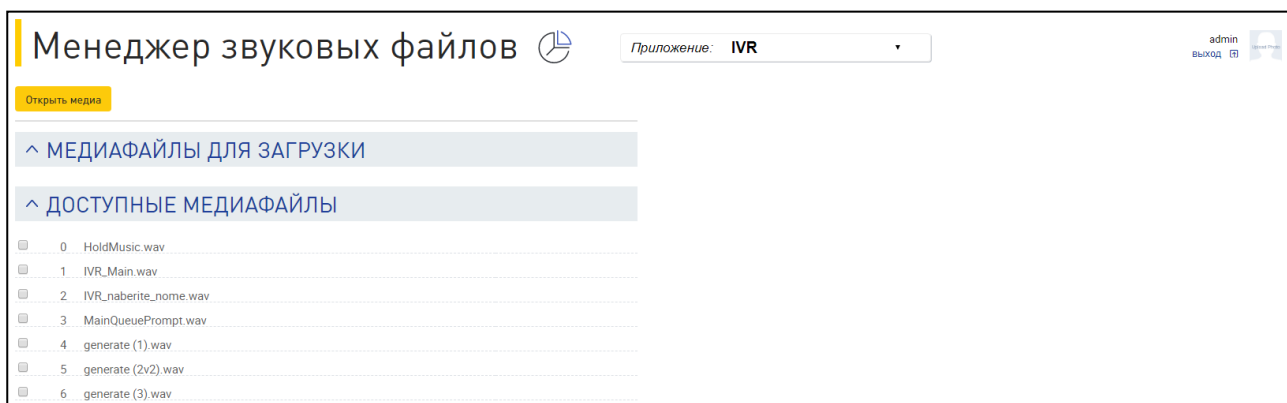 Менеджер звуковых файлов
Приложение: IVR
admin
выход
Upload Photo
Открыть медиа
МЕДИАФАЙЛЫ ДЛЯ ЗАГРУЗКИ
ДОСТУПНЫЕ МЕДИАФАЙЛЫ
0 HoldMusic.wav
1 IVR_Main.wav
2 IVR_naberite_nome.wav
3 MainQueuePrompt.wav
4 generate (1).wav
5 generate (2v2).wav
6 generate (3).wav